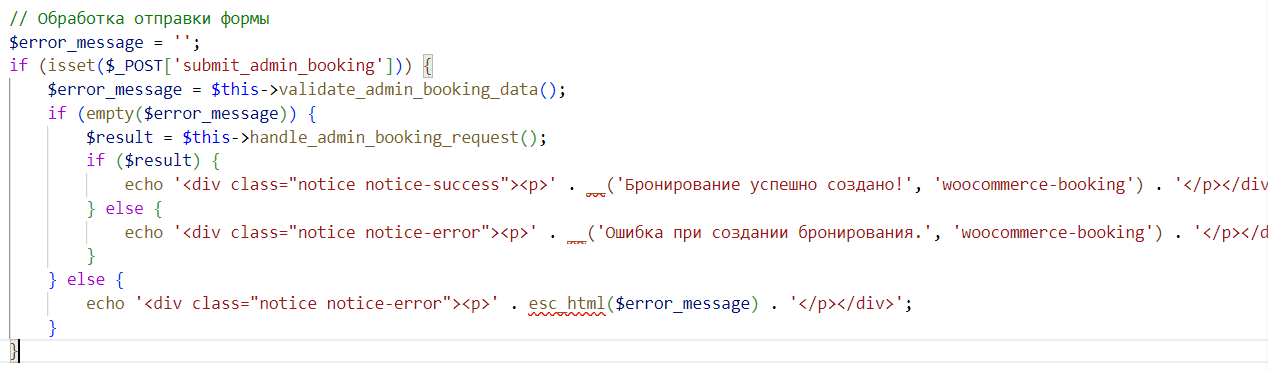 // Обработка отправки формы
$error_message = '';
if (isset($_POST['submit_admin_booking'])) {
    $error_message = $this->validate_admin_booking_data();
    if (empty($error_message)) {
        $result = $this->handle_admin_booking_request();
        if ($result) {
            echo '<div class="notice notice-success"><p>' . __('Бронирование успешно создано!', 'woocommerce-booking') . '</p></div
        } else {
            echo '<div class="notice notice-error"><p>' . __('Ошибка при создании бронирования.', 'woocommerce-booking') . '</p></d
        }
    } else {
        echo '<div class="notice notice-error"><p>' . esc_html($error_message) . '</p></div>';
    }
}